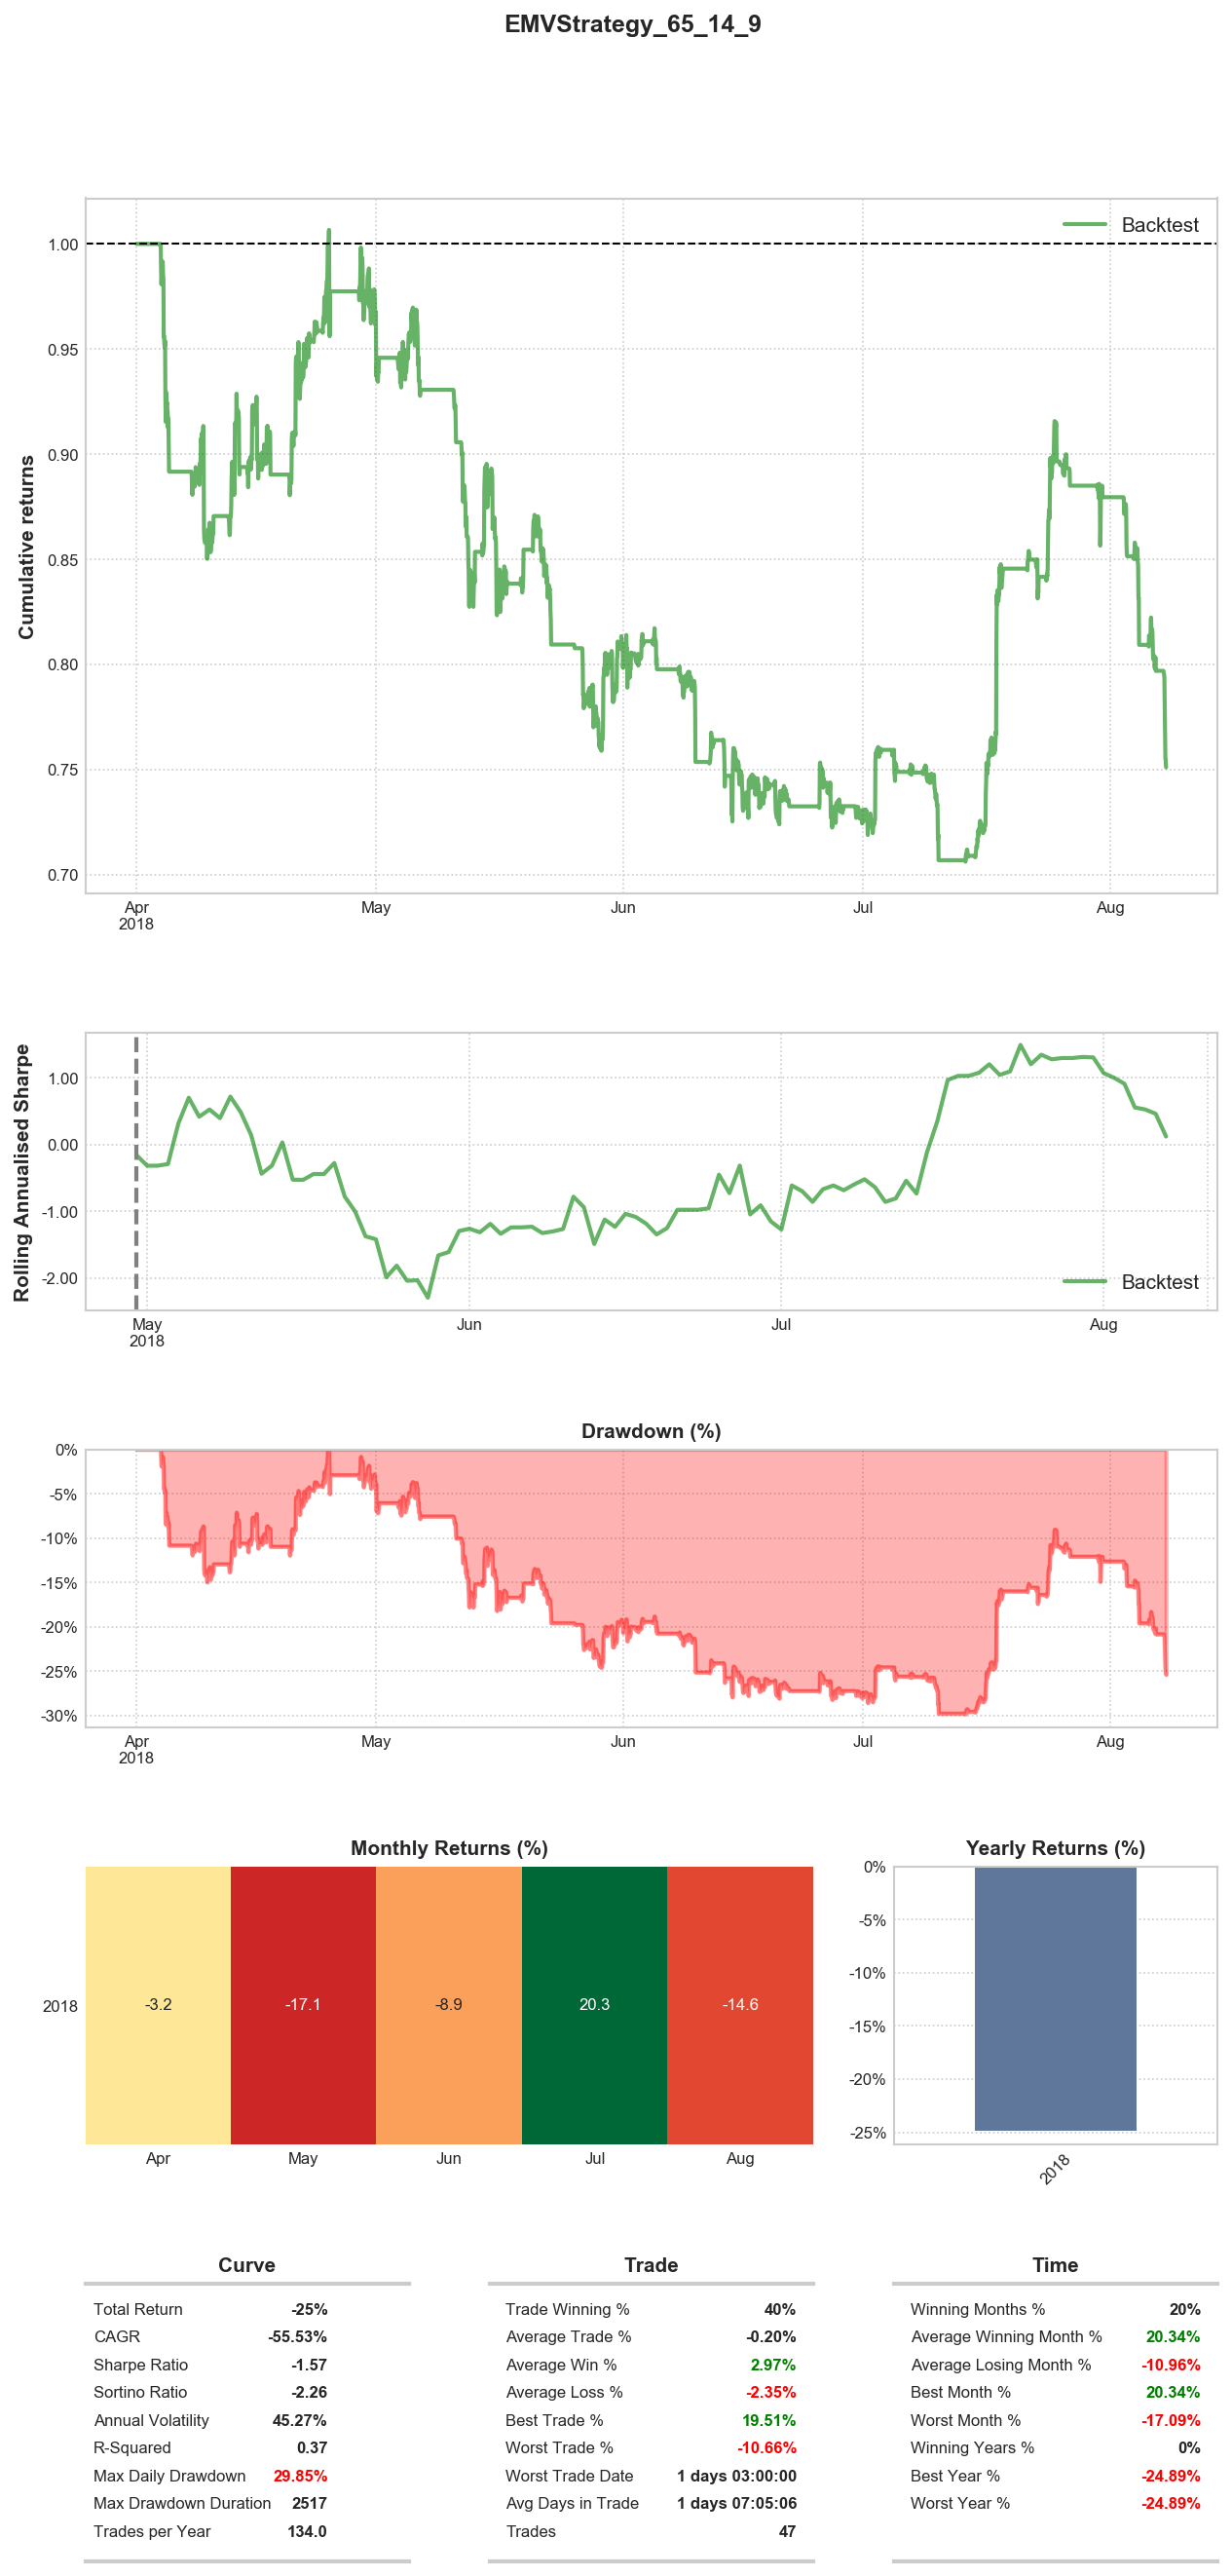 EMVStrategy_65_14_9
Backtest
Cumulative returns
1.00
0.95
0.90
0.85
0.80
0.75
0.70
Apr May Jun Jul Aug
2018
Rolling Annualised Sharpe
1.00
0.00
-1.00
-2.00
Backtest
May Jun Jul Aug
2018
Drawdown (%)
0%
-5%
-10%
-15%
-20%
-25%
-30%
Apr May Jun Jul Aug
2018
Monthly Returns (%)
2018
-3.2 -17.1 -8.9 20.3 -14.6
Apr May Jun Jul Aug
Yearly Returns (%)
0%
-5%
-10%
-15%
-20%
-25%
2018
Curve
Total Return -25%
CAGR -55.53%
Sharpe Ratio -1.57
Sortino Ratio -2.26
Annual Volatility 45.27%
R-Squared 0.37
Max Daily Drawdown 29.85%
Max Drawdown Duration 2517
Trades per Year 134.0
Trade
Trade Winning % 40%
Average Trade % -0.20%
Average Win % 2.97%
Average Loss % -2.35%
Best Trade % 19.51%
Worst Trade % -10.66%
Worst Trade Date 1 days 03:00:00
Avg Days in Trade 1 days 07:05:06
Trades 47
Time
Winning Months % 20%
Average Winning Month % 20.34%
Average Losing Month % -10.96%
Best Month % 20.34%
Worst Month % -17.09%
Winning Years % 0%
Best Year % -24.89%
Worst Year % -24.89%